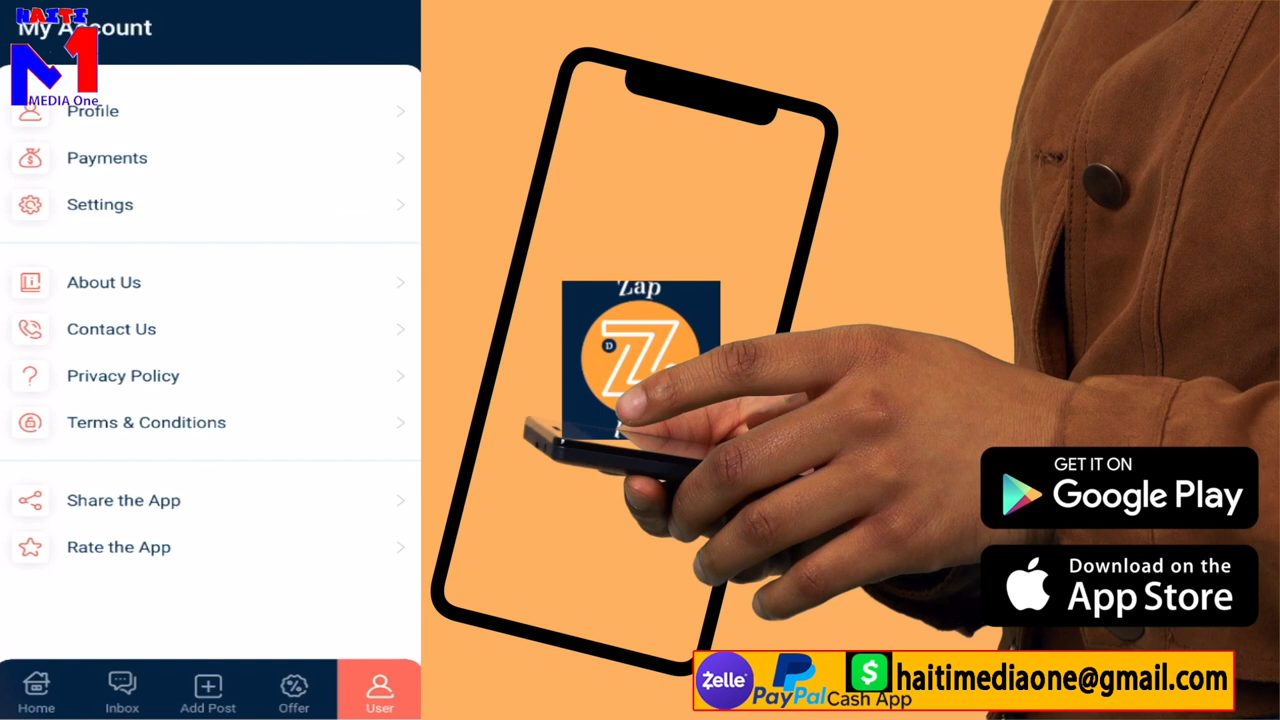 HAITI
My Account
M1
MEDIA One
Profile
Payments
Settings
About Us
Contact Us
Privacy Policy
Terms & Conditions
Share the App
Rate the App
Home
Inbox
Add Post
Offer
User
Zap
D
Z
GET IT ON
Google Play
Download on the
App Store
Zelle
PayPal
$
Cash App
haitimediaone@gmail.com